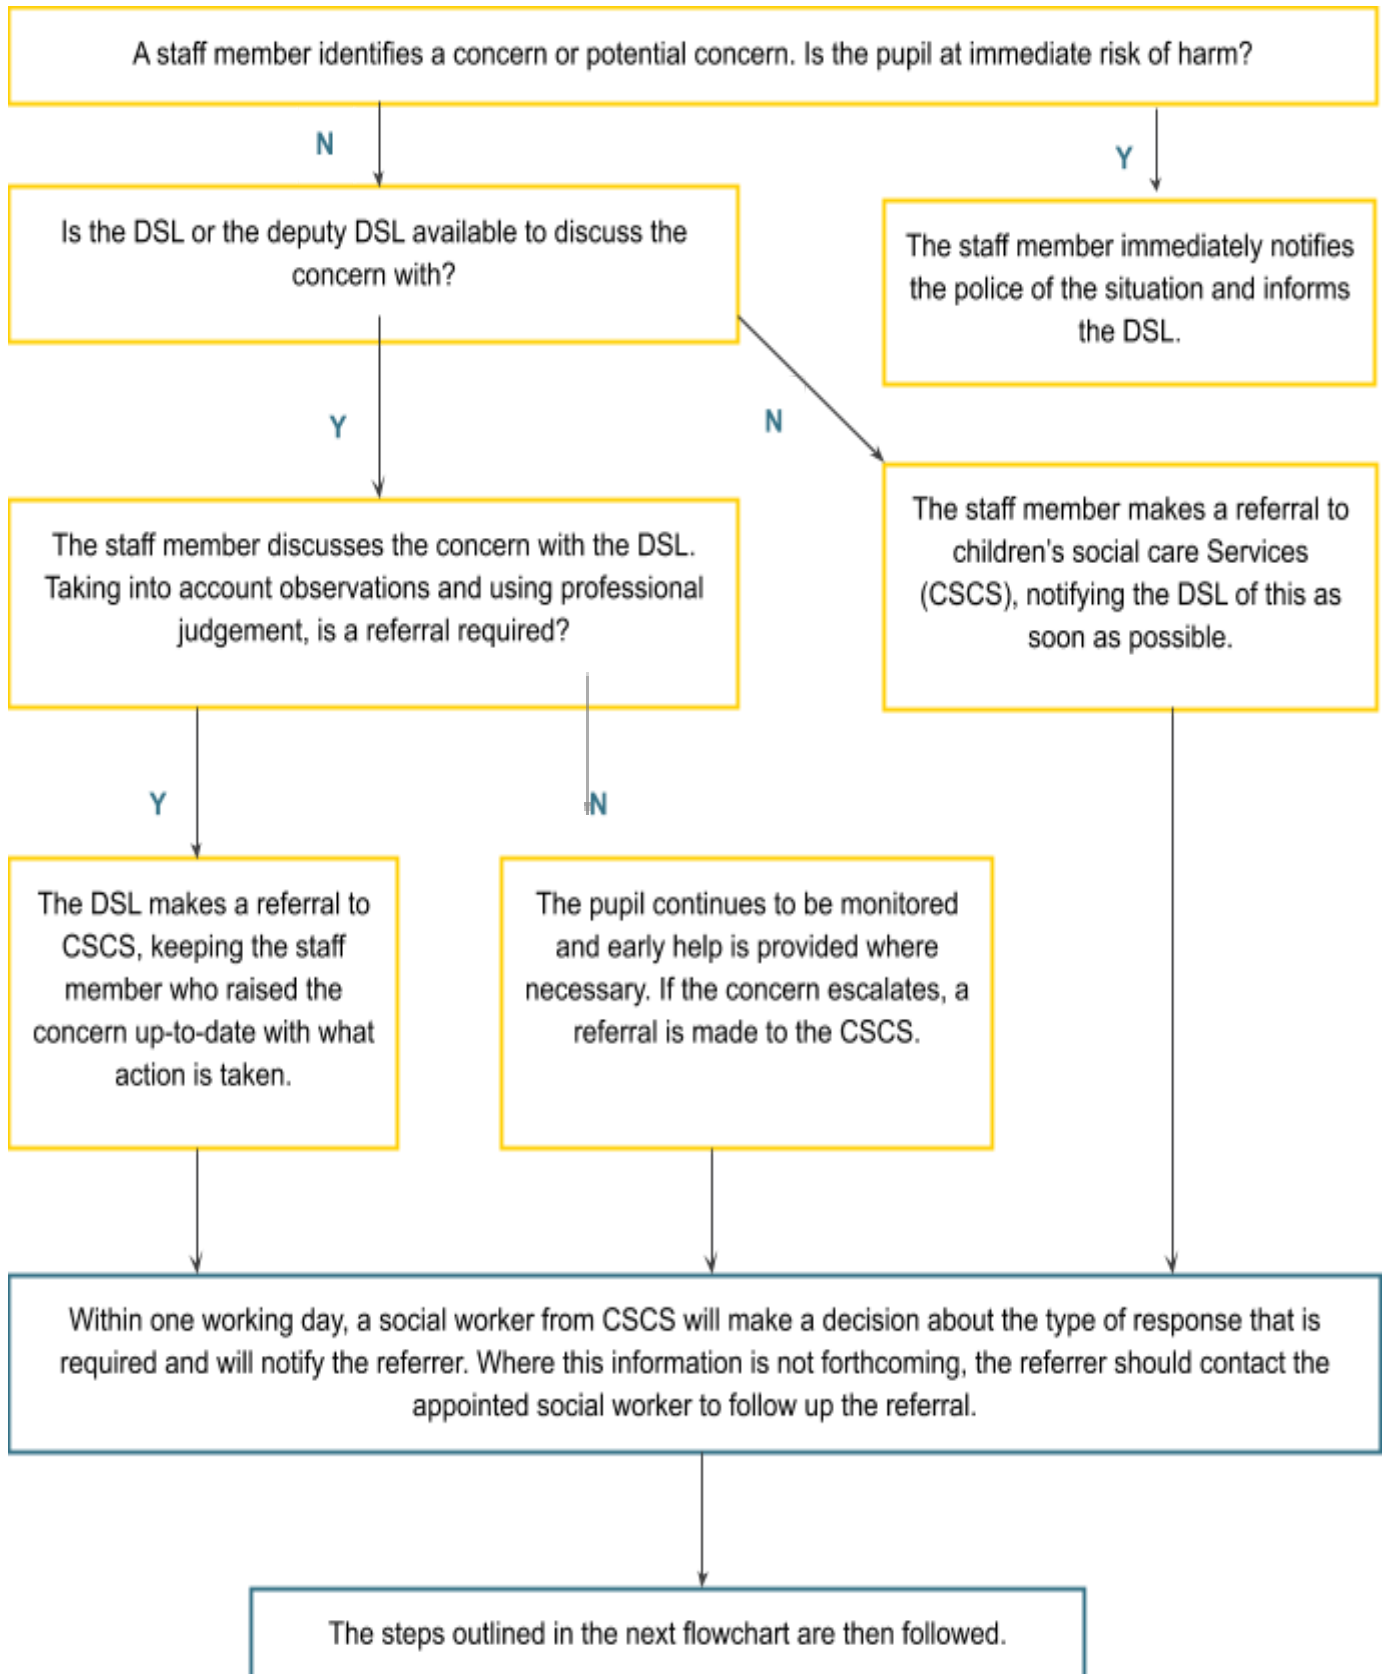 A staff member identifies a concern or potential concern. Is the pupil at immediate risk of harm?
N
Y
Is the DSL or the deputy DSL available to discuss the
concern with?
The staff member immediately notifies
the police of the situation and informs
the DSL.
Y
N
The staff member discusses the concern with the DSL.
Taking into account observations and using professional
judgement, is a referral required?
The staff member makes a referral to
children's social care Services
(CSCS), notifying the DSL of this as
soon as possible.
Y
N
The DSL makes a referral to
CSCS, keeping the staff
member who raised the
concern up-to-date with what
action is taken.
The pupil continues to be monitored
and early help is provided where
necessary. If the concern escalates, a
referral is made to the CSCS.
Within one working day, a social worker from CSCS will make a decision about the type of response that is
required and will notify the referrer. Where this information is not forthcoming, the referrer should contact the
appointed social worker to follow up the referral.
The steps outlined in the next flowchart are then followed.